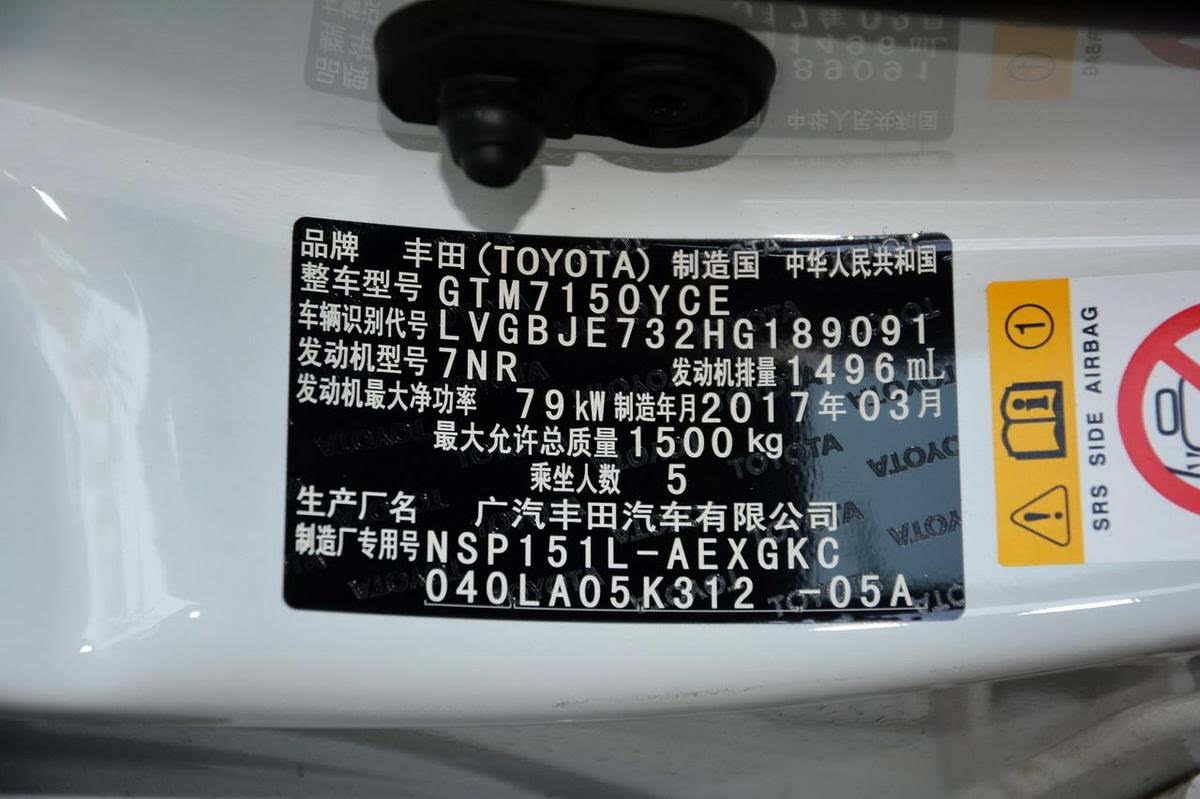 品牌 丰田(TOYOTA) 制造国 中华人民共和国
整车型号 GTM7150YCE
车辆识别代号 LVGBJE732HG189091
发动机型号 7NR 发动机排量 1496 mL
发动机最大净功率 79 kW 制造年月 2017年 03月
最大允许总质量 1500 kg
乘坐人数 5
生产厂名 广汽丰田汽车有限公司
制造厂专用号 NSP151L-AEXGKC
040LA05K312 -05A
1
SRS SIDE AIRBAG